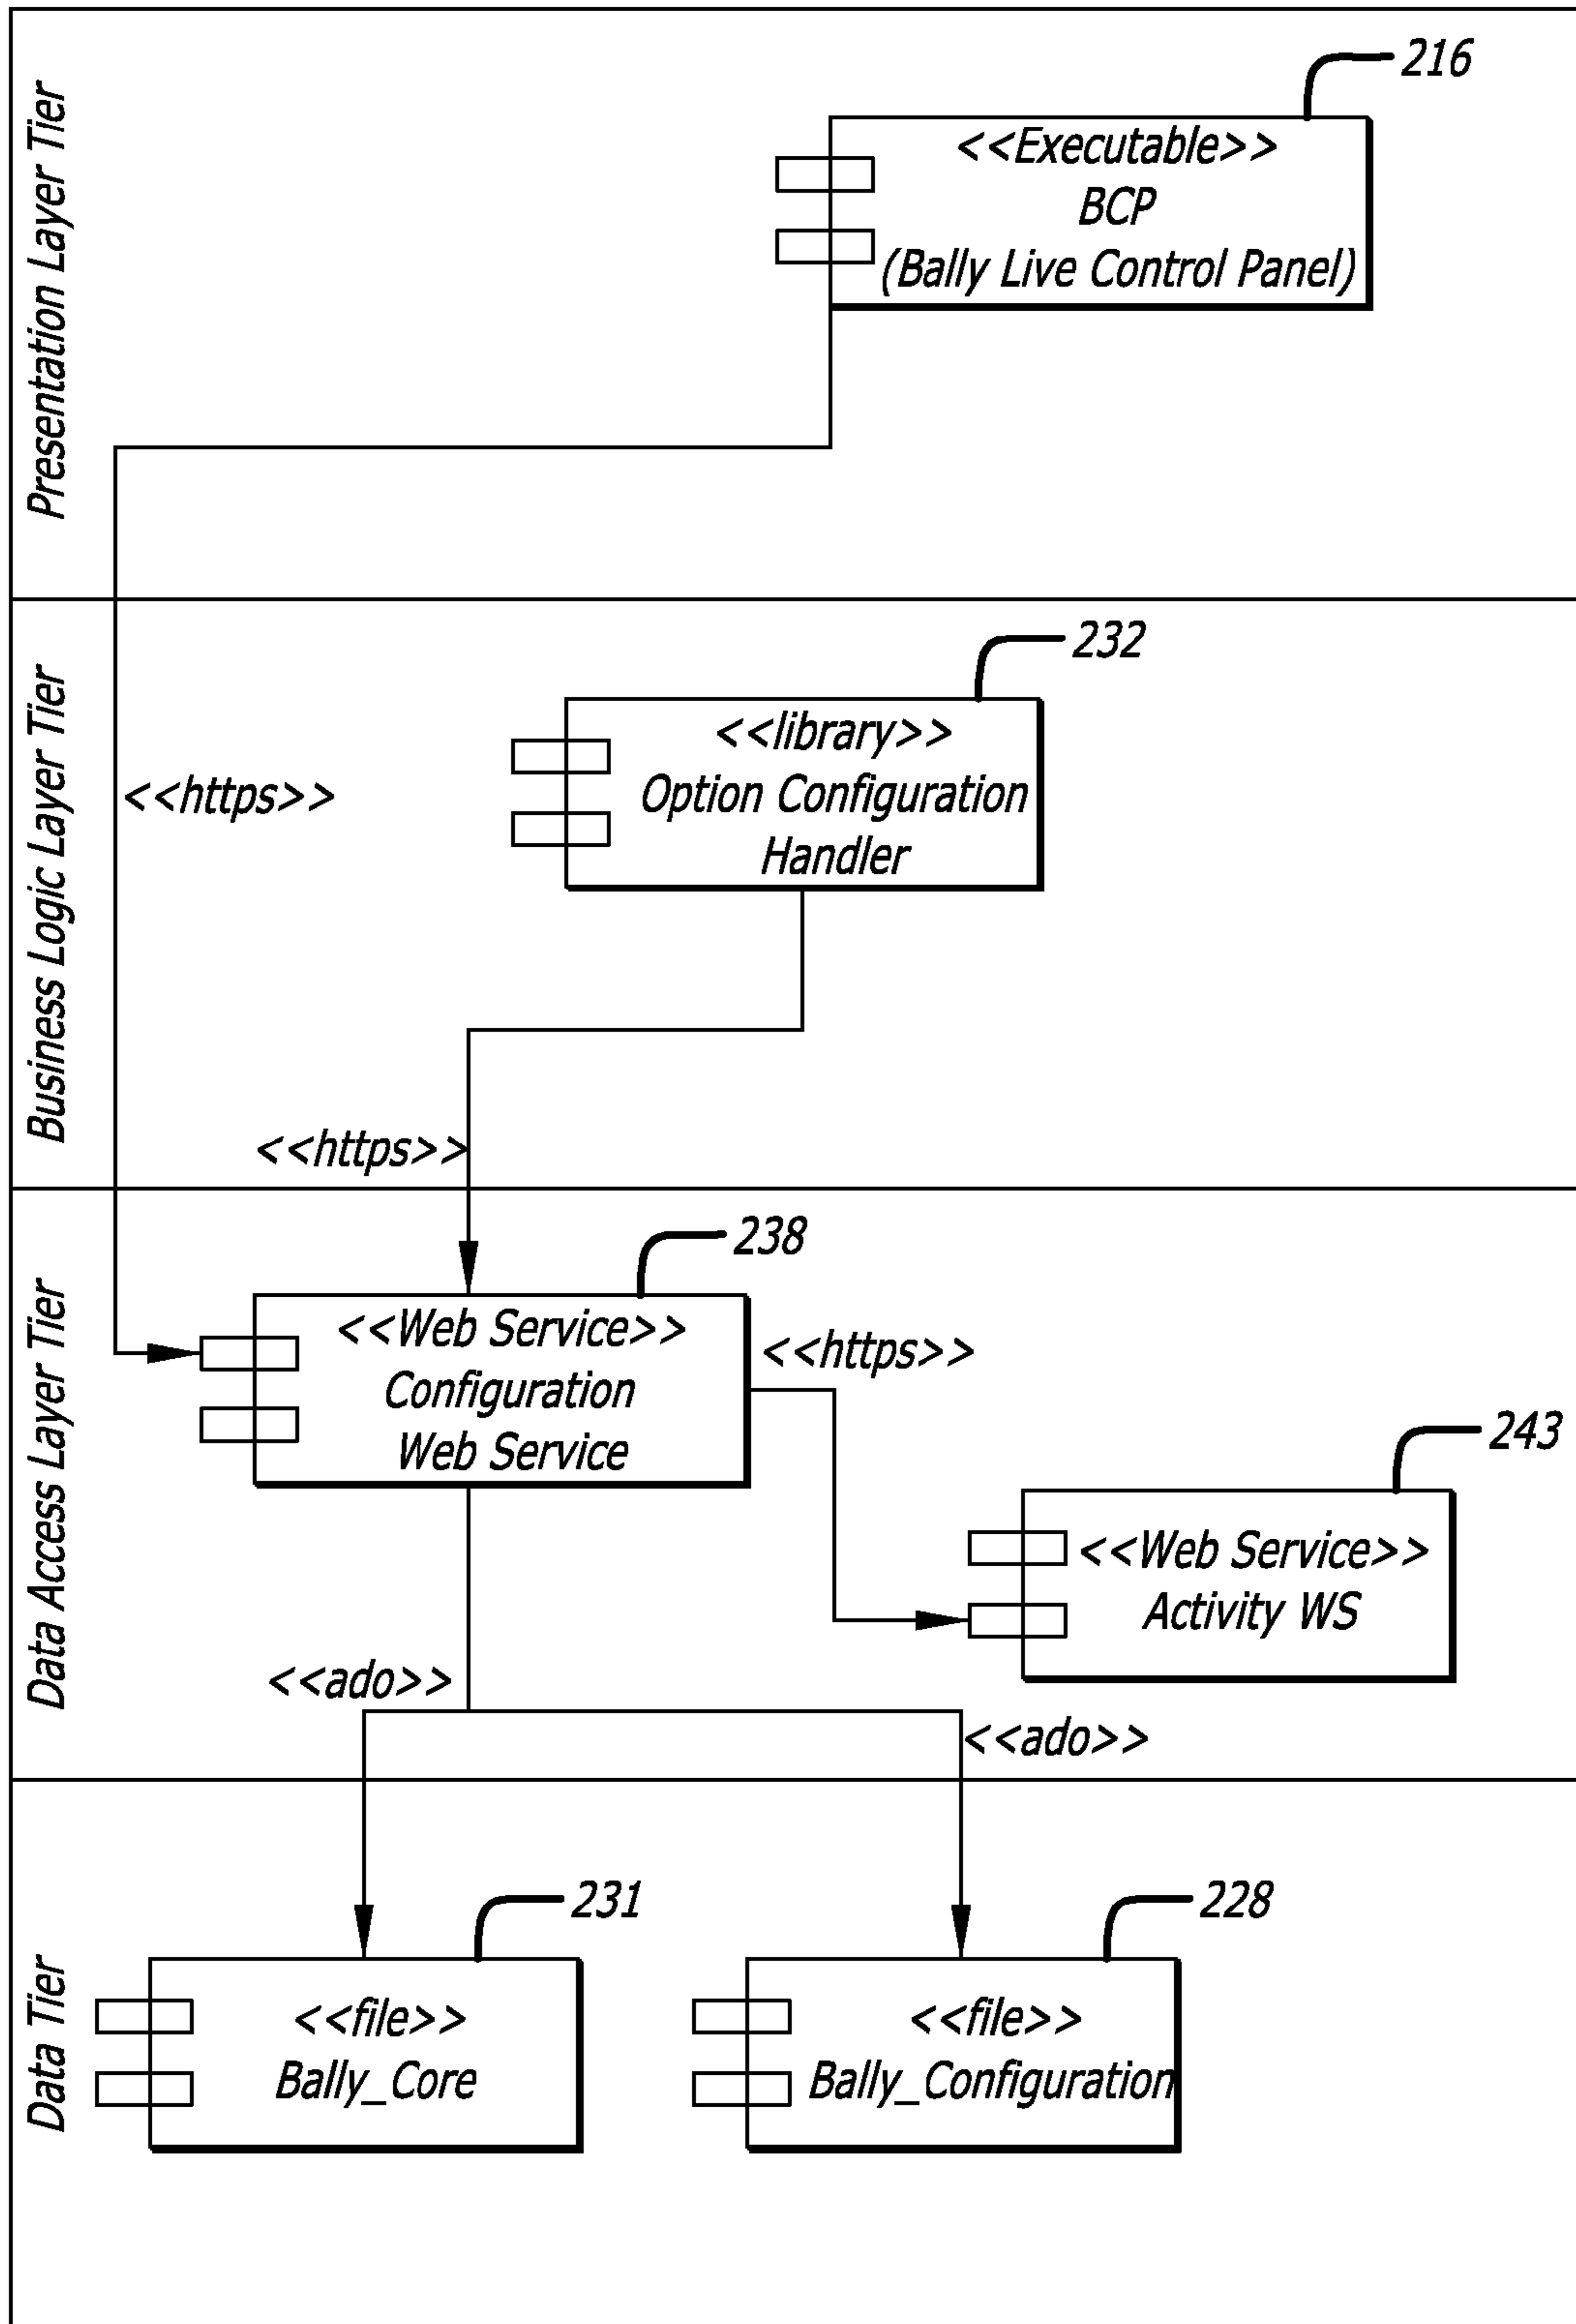 Presentation Layer Tier
216
<<Executable>>
BCP
(Bally Live Control Panel)
Business Logic Layer Tier
232
<<library>>
Option Configuration
Handler
<<https>>
<<https>>
Data Access Layer Tier
238
<<Web Service>>
Configuration
Web Service
<<https>>
243
<<Web Service>>
Activity WS
<<ado>>
<<ado>>
Data Tier
231
<<file>>
Bally_Core
228
<<file>>
Bally_Configuration